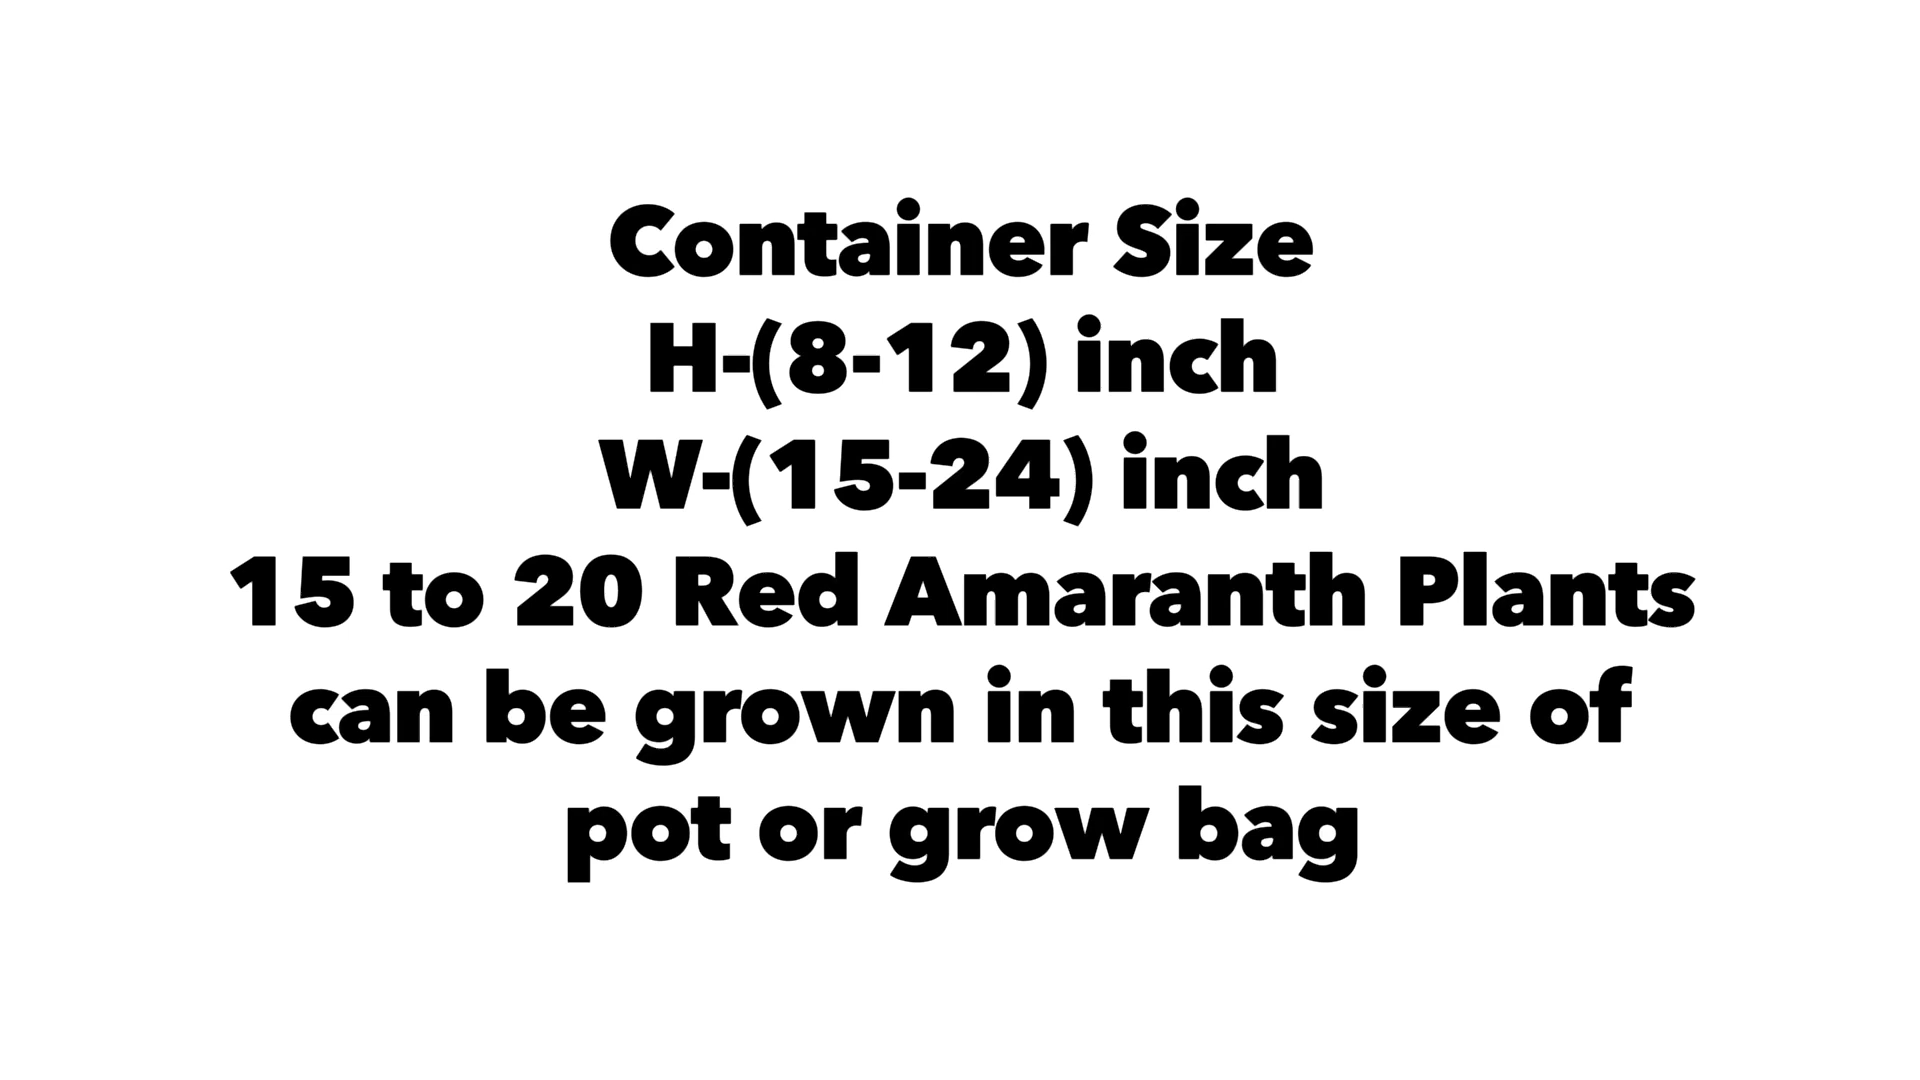 Container Size
H-(8-12) inch
W-(15-24) inch
15 to 20 Red Amaranth Plants
can be grown in this size of
pot or grow bag